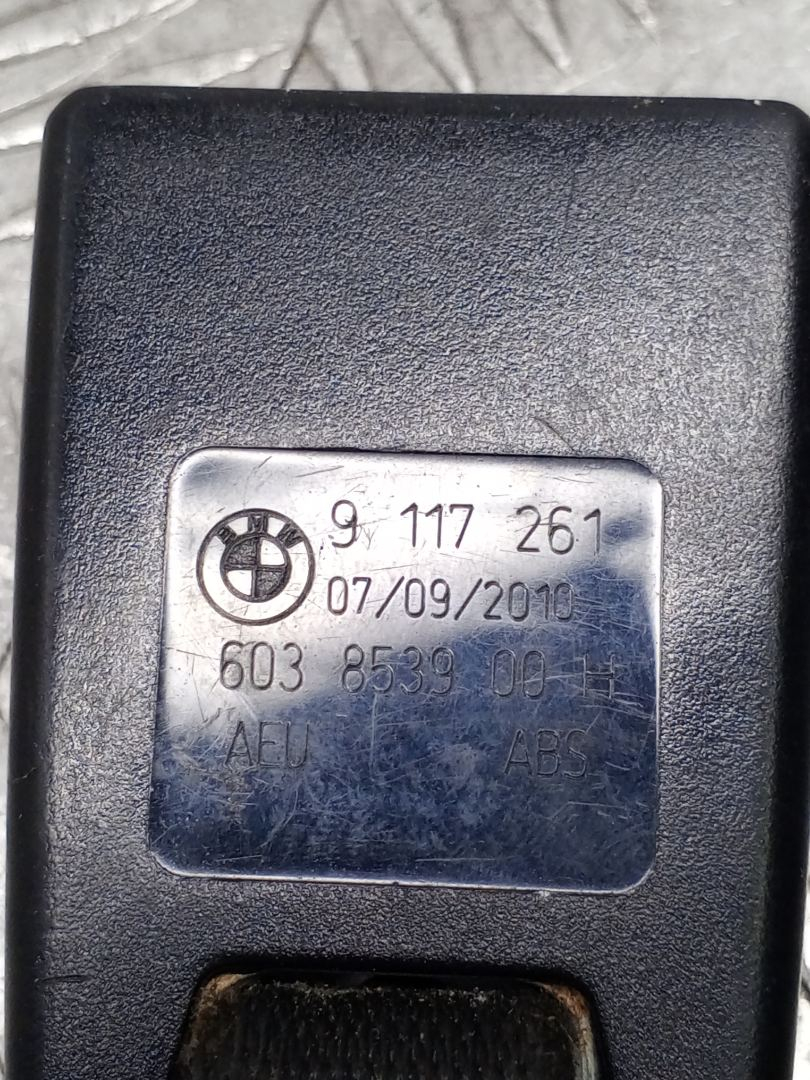 BMW
9 117 261
07/09/2010
603 8539 00 H
AEU ABS